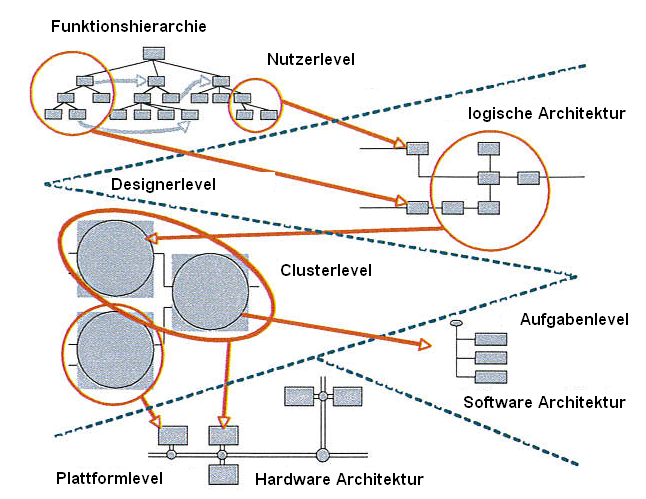 Funktionshierarchie
Nutzerlevel
logische Architektur
Designerlevel
Clusterlevel
Aufgabenlevel
Software Architektur
Plattformlevel
Hardware Architektur